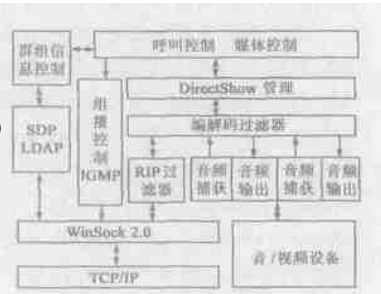 群组信
息控制
呼叫控制 媒体控制
DirectShow 管理
组
播
控
制
IGMP
编解码过滤器
SDP
LDAP
RIP过
滤器
音频
捕获
音频
输出
音频
捕获
音频
输出
WinSock 2.0
音/视频设备
TCP/IP